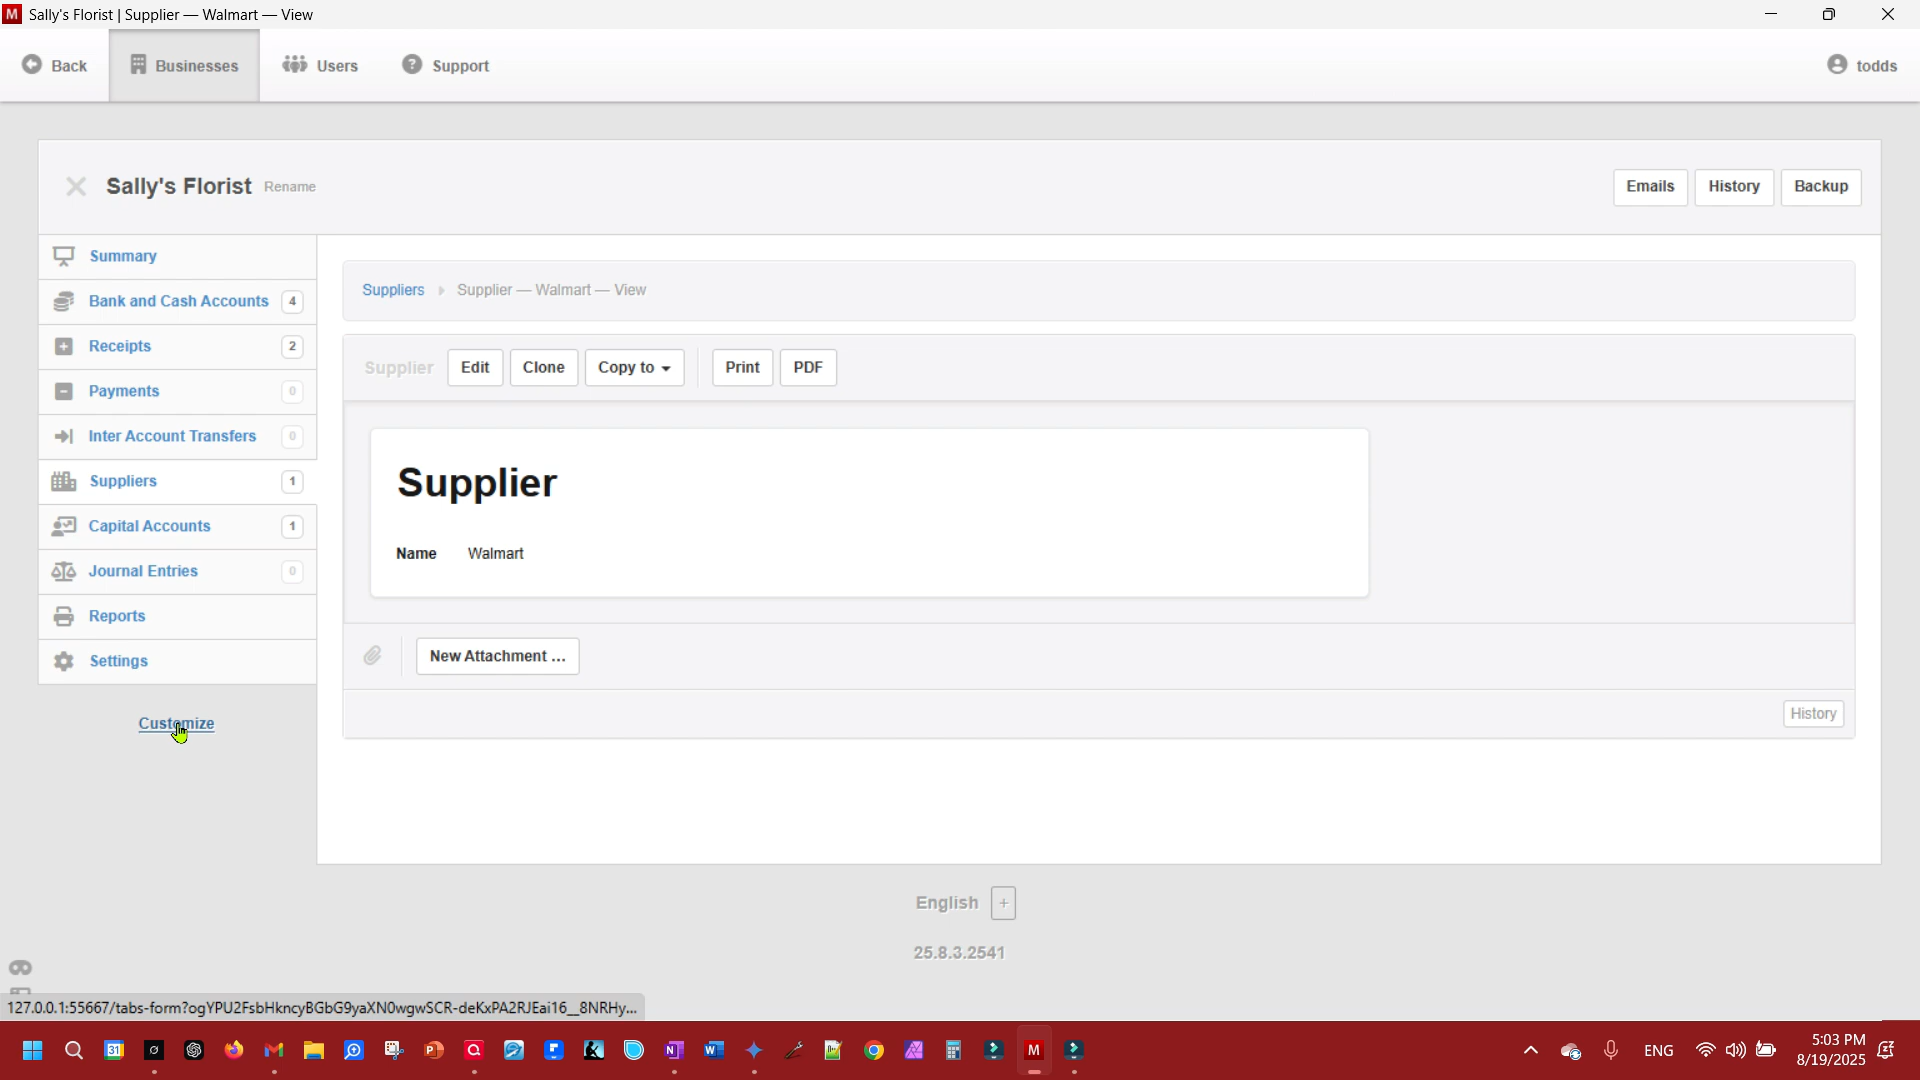 Sally's Florist | Supplier — Walmart — View
Back
Businesses
Users
Support
todds
Sally's Florist Rename
Emails
History
Backup
Summary
Bank and Cash Accounts 4
Receipts 2
Payments 0
Inter Account Transfers 0
Suppliers 1
Capital Accounts 1
Journal Entries 0
Reports
Settings
Customize
Suppliers Supplier — Walmart — View
Supplier
Edit
Clone
Copy to
Print
PDF
Supplier
Name Walmart
New Attachment ...
History
English +
25.8.3.2541
127.0.0.1:55667/tabs-form?ogYPU2FsbHkncyBGbG9yaXN0wgwSCR-deKxPA2RJEai16__8NRHy...
ENG
5:03 PM
8/19/2025